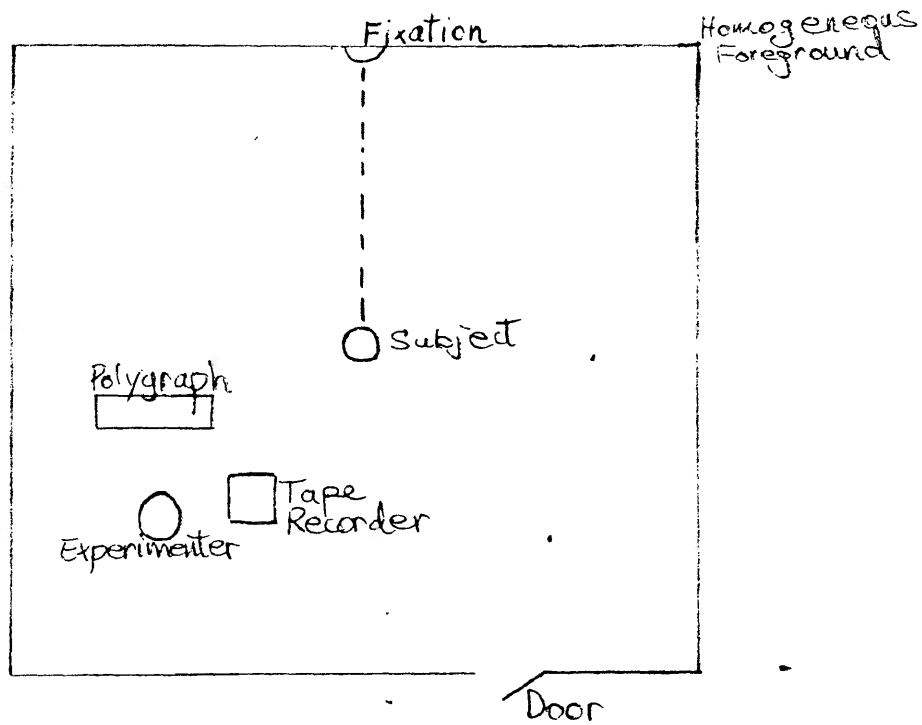 Fixation
Homogeneous
Foreground
Subject
Polygraph
Tape
Recorder
Experimenter
Door